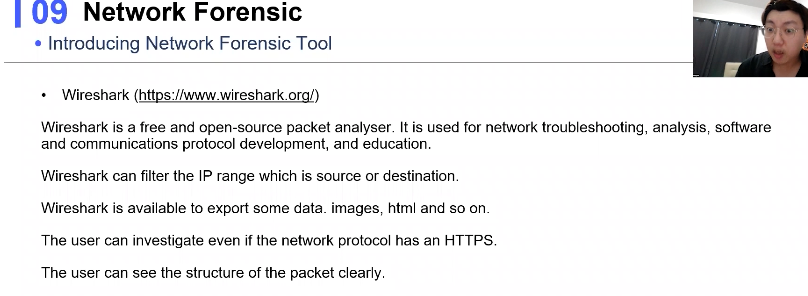 09 Network Forensic
• Introducing Network Forensic Tool
• Wireshark (https://www.wireshark.org/)
Wireshark is a free and open-source packet analyser. It is used for network troubleshooting, analysis, software
and communications protocol development, and education.
Wireshark can filter the IP range which is source or destination.
Wireshark is available to export some data. images, html and so on.
The user can investigate even if the network protocol has an HTTPS.
The user can see the structure of the packet clearly.